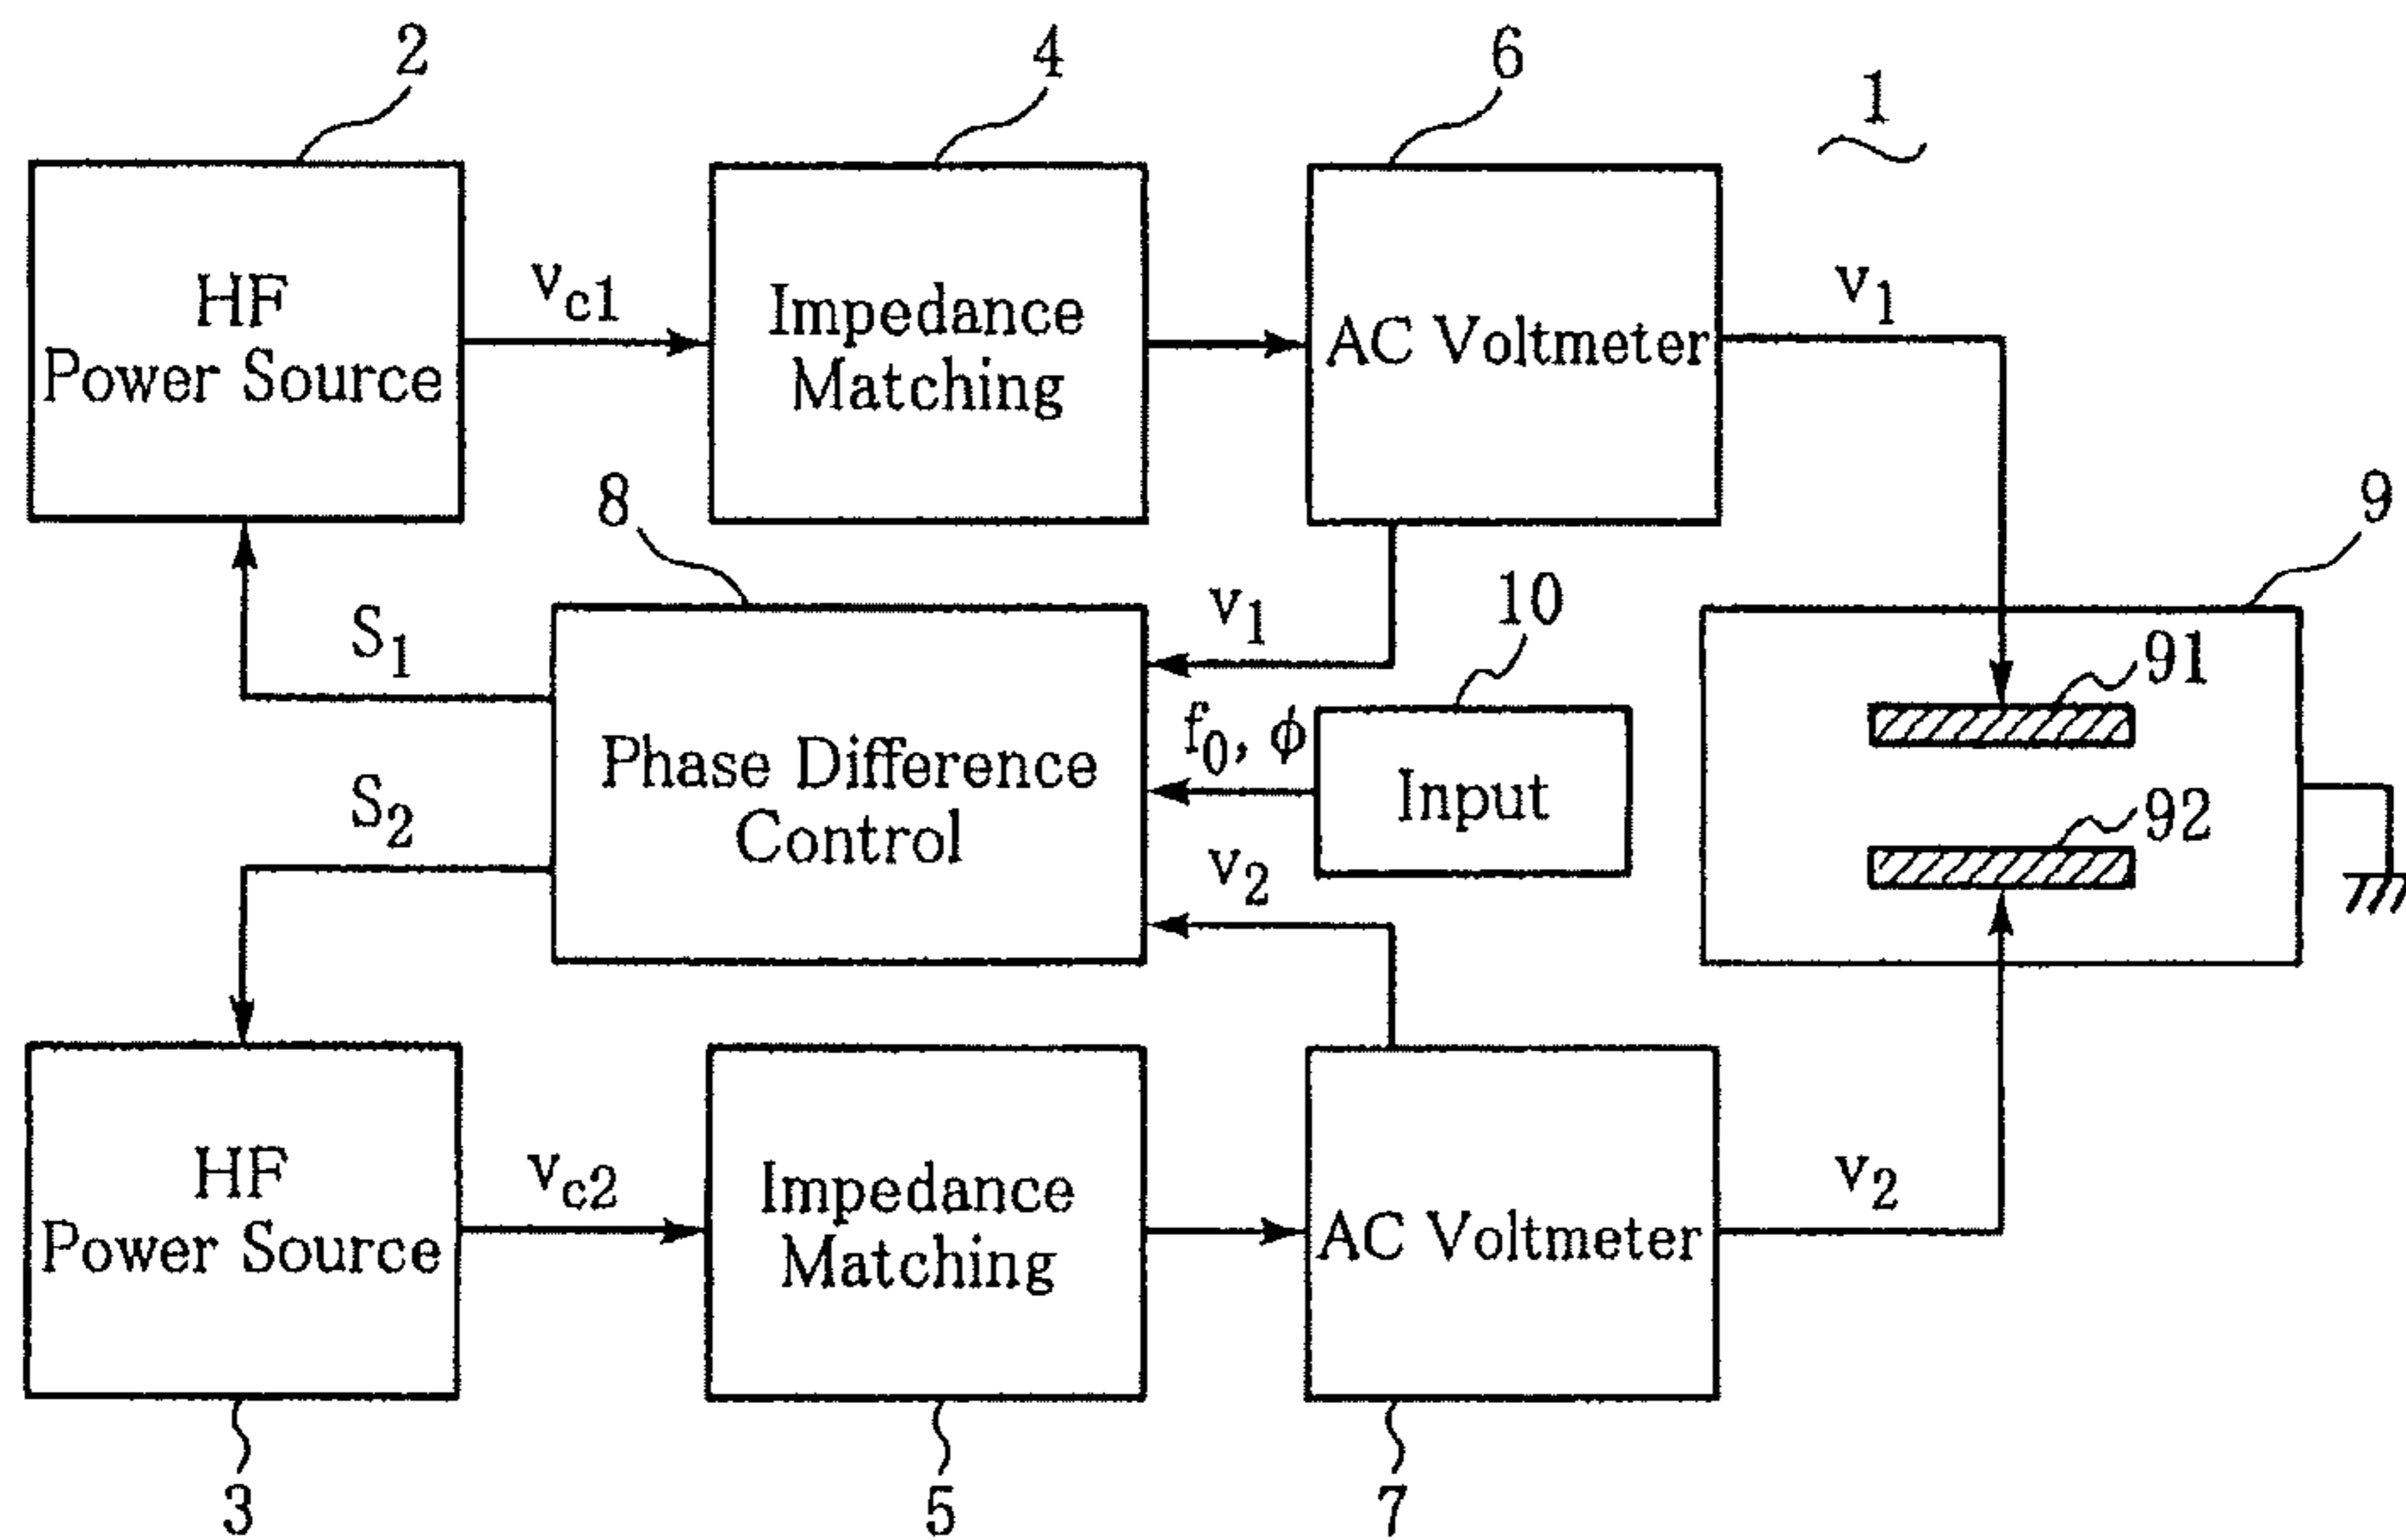 2
4
6
1
HF
Power Source
v_c1
Impedance
Matching
AC Voltmeter
v_1
8
9
S_1
v_1
10
91
Phase Difference
Control
f_0, ϕ
Input
S_2
v_2
92
HF
Power Source
v_c2
Impedance
Matching
AC Voltmeter
v_2
3
5
7